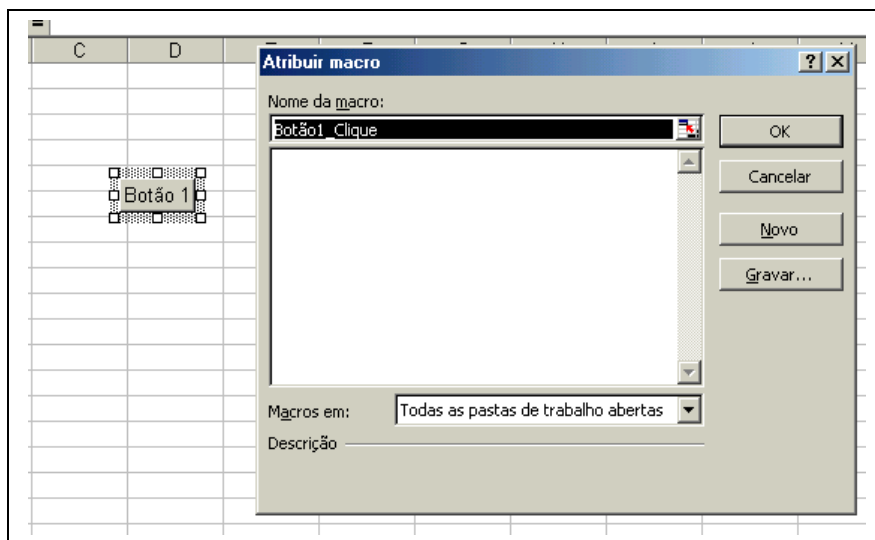 =
C D
Atribuir macro
Nome da macro:
Botão1_Clique
OK
Cancelar
Botão 1
Novo
Gravar...
Macros em: Todas as pastas de trabalho abertas
Descrição